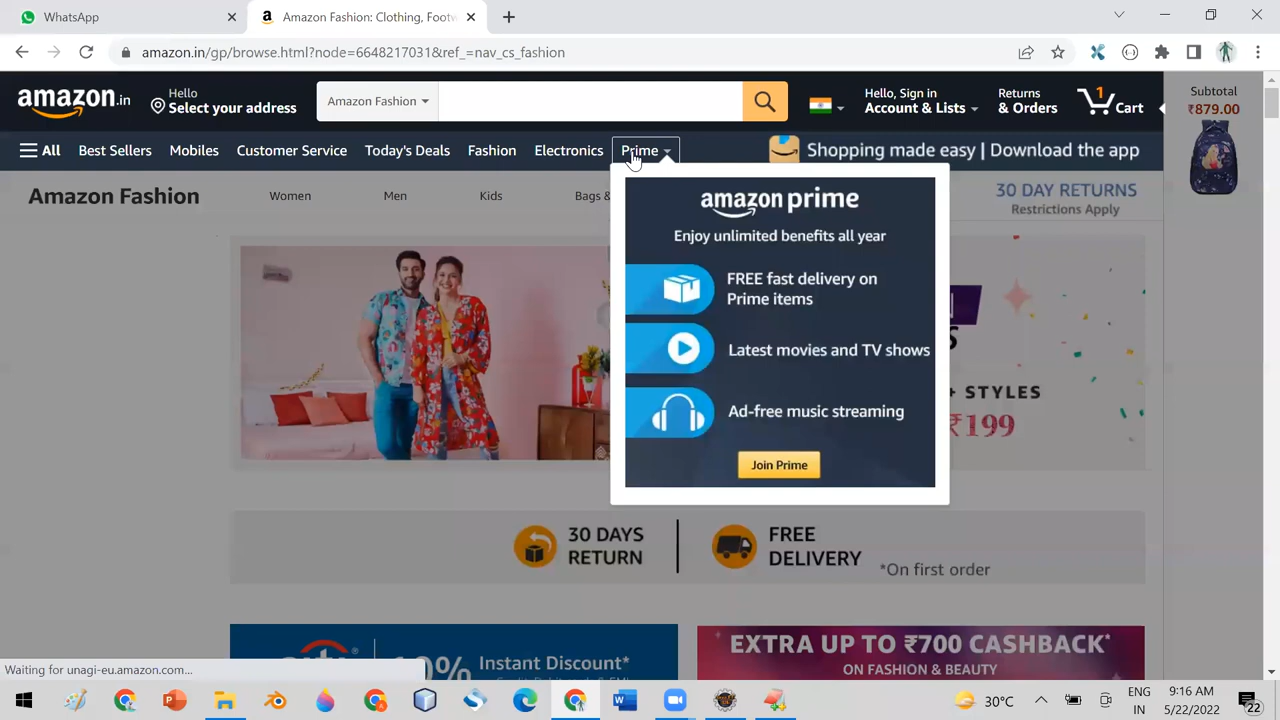 WhatsApp
Amazon Fashion: Clothing, Footw
amazon.in/gp/browse.html?node=6648217031&ref_=nav_cs_fashion
amazon.in
Hello
Select your address
Amazon Fashion
Hello, Sign in
Account & Lists
Returns
& Orders
1
Cart
Subtotal
₹879.00
All
Best Sellers
Mobiles
Customer Service
Today's Deals
Fashion
Electronics
Prime
Shopping made easy | Download the app
Amazon Fashion
Women
Men
Kids
Bags &
30 DAY RETURNS
Restrictions Apply
amazon prime
Enjoy unlimited benefits all year
FREE fast delivery on
Prime items
Latest movies and TV shows
Ad-free music streaming
Join Prime
+ STYLES
₹199
30 DAYS
RETURN
FREE
DELIVERY
*On first order
10% Instant Discount*
EXTRA UP TO ₹700 CASHBACK*
ON FASHION & BEAUTY
Waiting for unagi-eu.amazon.com...
30°C
ENG
IN
9:16 AM
5/22/2022
22